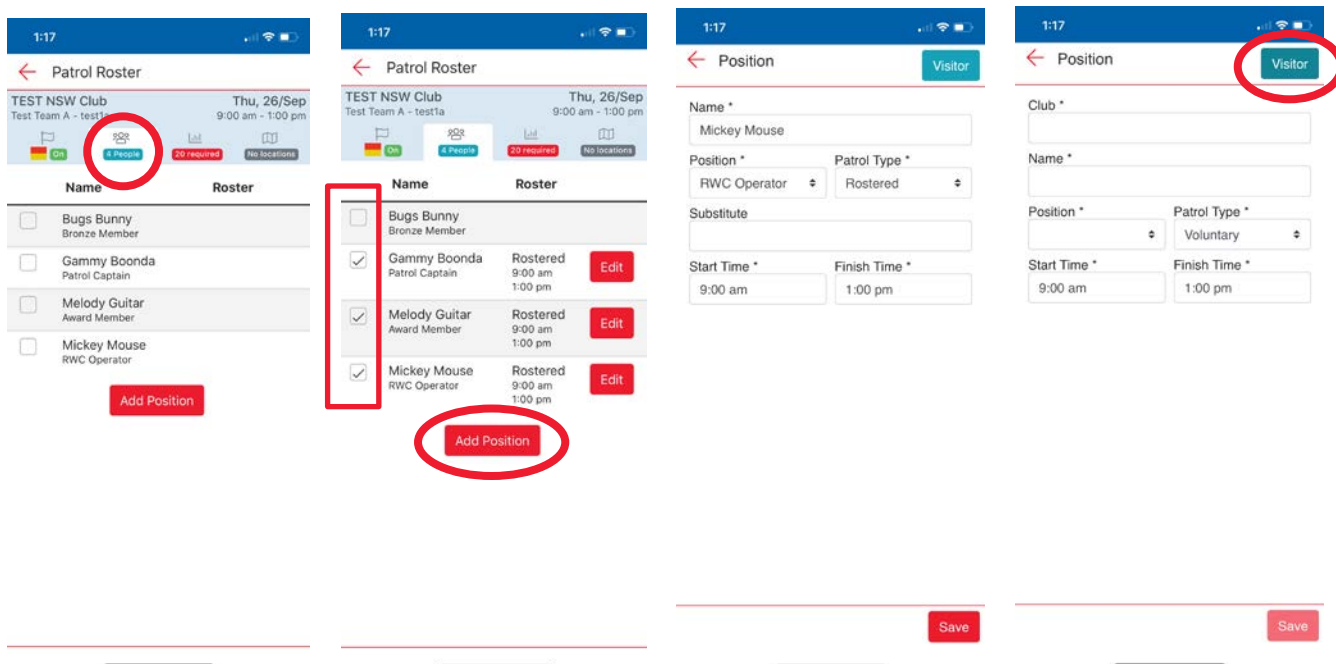 1:17
Patrol Roster
TEST NSW Club Thu, 26/Sep
Test Team A - test1a 9:00 am - 1:00 pm
On 4 People 20 required No locations
Name Roster
Bugs Bunny
Bronze Member
Gammy Boonda
Patrol Captain
Melody Guitar
Award Member
Mickey Mouse
RWC Operator
Add Position
1:17
Patrol Roster
TEST NSW Club Thu, 26/Sep
Test Team A - test1a 9:00 am - 1:00 pm
On 4 People 20 required No locations
Name Roster
Bugs Bunny
Bronze Member
Gammy Boonda Rostered
Patrol Captain 9:00 am Edit
1:00 pm
Melody Guitar Rostered
Award Member 9:00 am Edit
1:00 pm
Mickey Mouse Rostered
RWC Operator 9:00 am Edit
1:00 pm
Add Position
1:17
Position Visitor
Name *
Mickey Mouse
Position * Patrol Type *
RWC Operator Rostered
Substitute
Start Time * Finish Time *
9:00 am 1:00 pm
Save
1:17
Position Visitor
Club *
Name *
Position * Patrol Type *
Voluntary
Start Time * Finish Time *
9:00 am 1:00 pm
Save